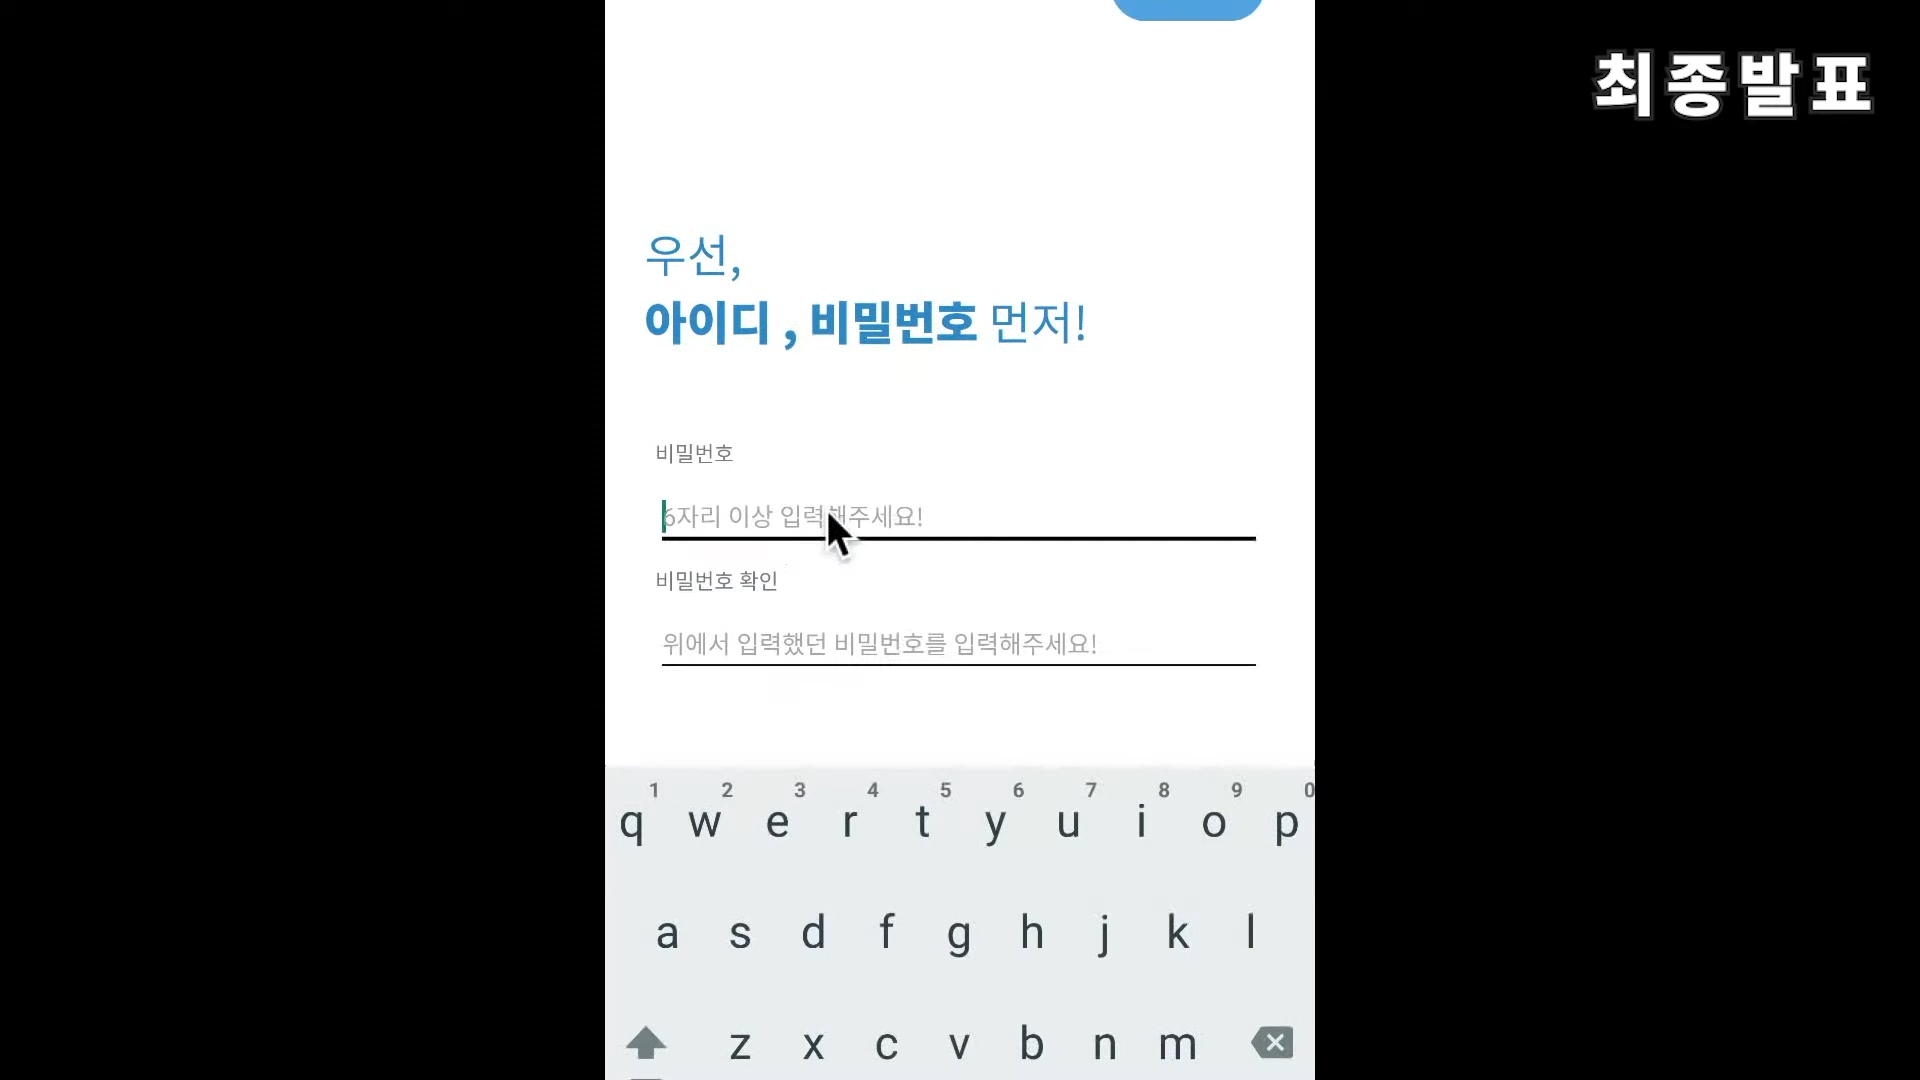 최종발표
우선,
아이디 , 비밀번호 먼저!
비밀번호
6자리 이상 입력해주세요!
비밀번호 확인
위에서 입력했던 비밀번호를 입력해주세요!
1 2 3 4 5 6 7 8 9 0
q w e r t y u i o p
a s d f g h j k l
z x c v b n m